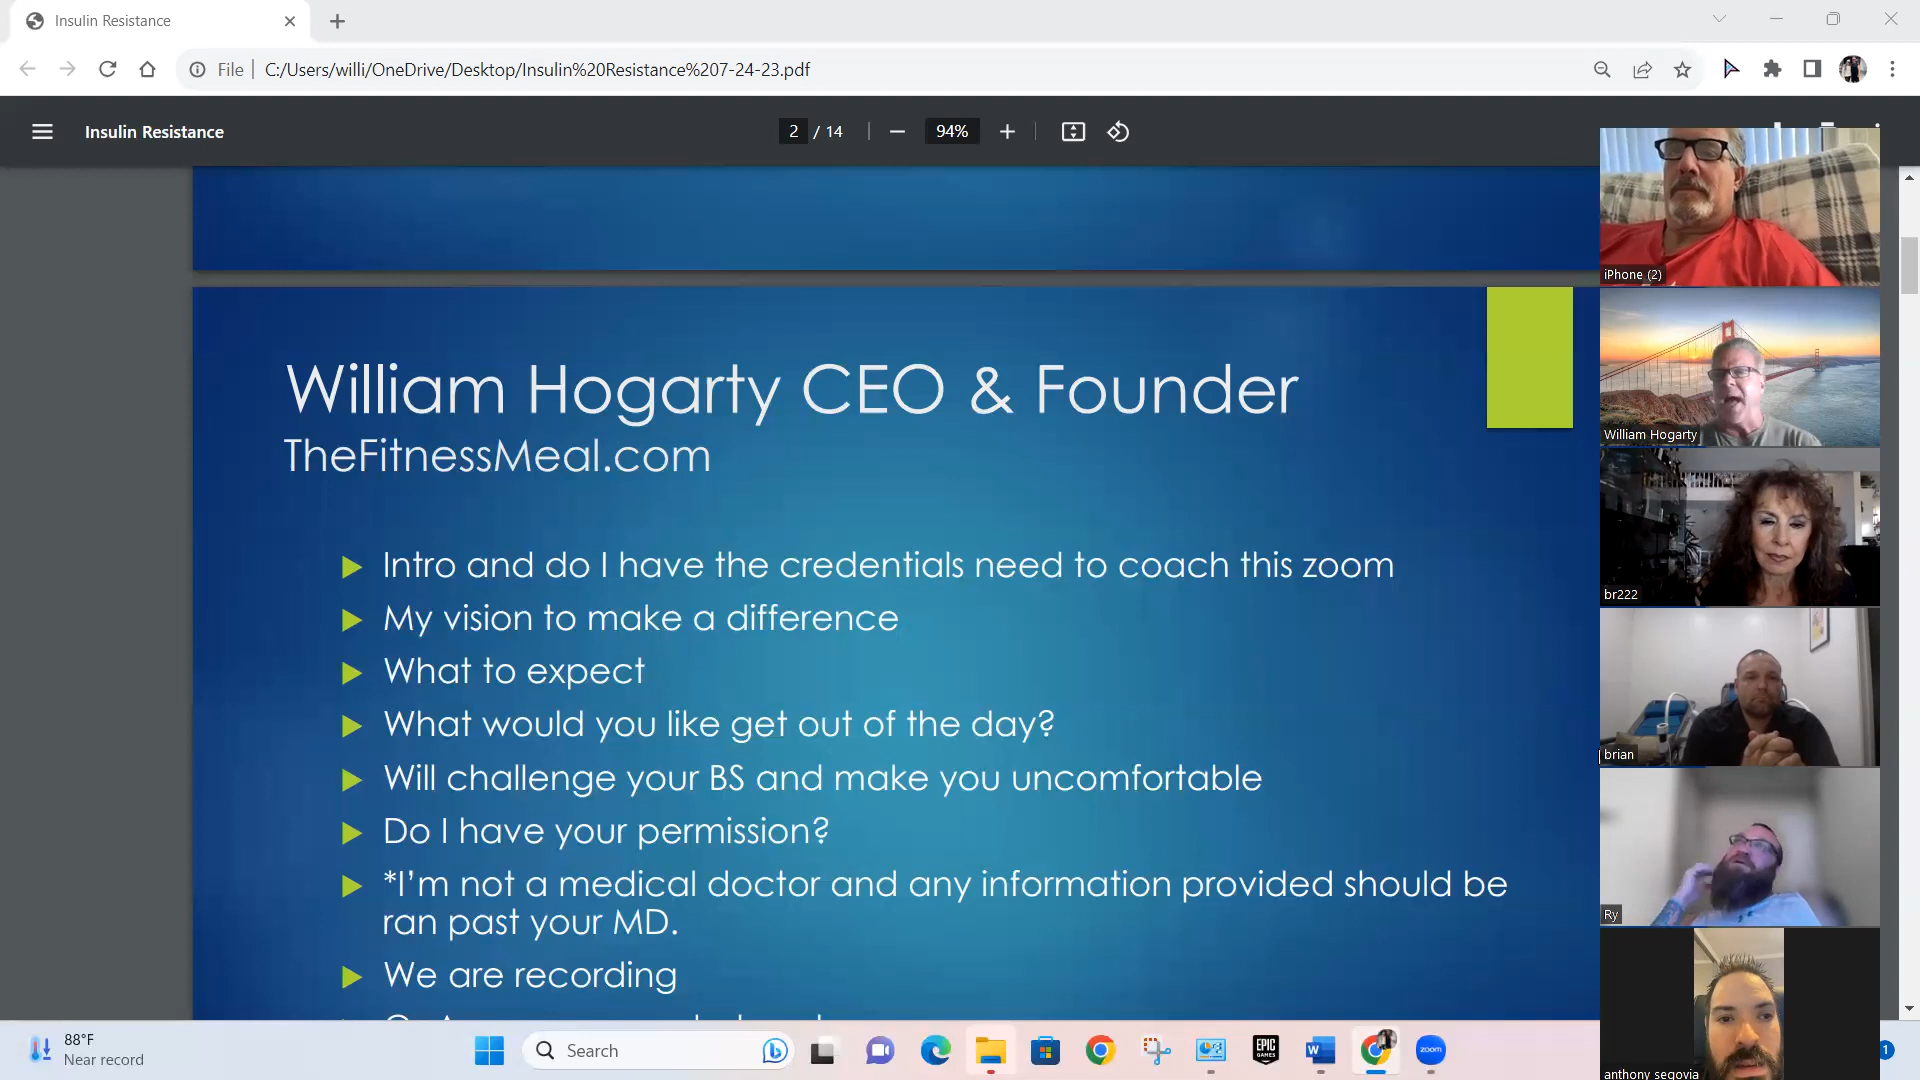 Insulin Resistance
File
C:/Users/willi/OneDrive/Desktop/Insulin%20Resistance%207-24-23.pdf
Insulin Resistance
2 / 14
94%
William Hogarty CEO & Founder
TheFitnessMeal.com
Intro and do I have the credentials need to coach this zoom
My vision to make a difference
What to expect
What would you like get out of the day?
Will challenge your BS and make you uncomfortable
Do I have your permission?
*I'm not a medical doctor and any information provided should be
ran past your MD.
We are recording
iPhone (2)
William Hogarty
br222
brian
Ry
anthony segovia
88°F
Near record
Search
EPIC
GAMES
W
zoom
1